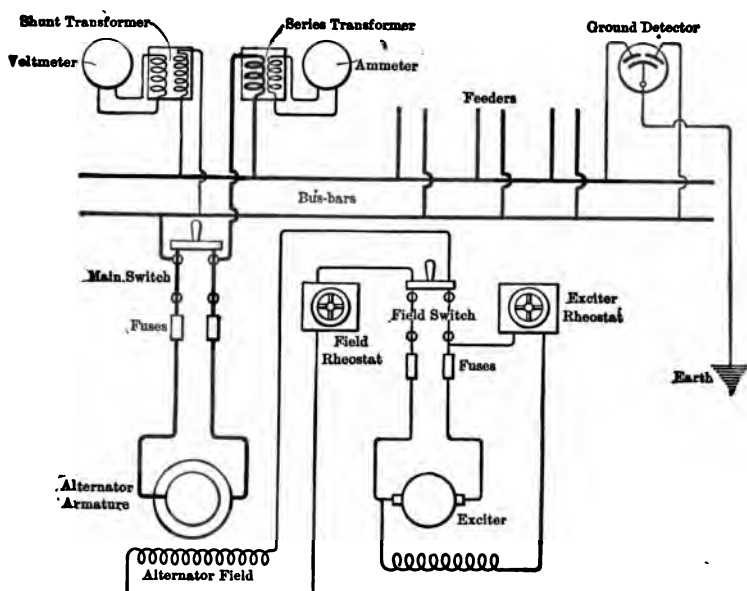 Shunt Transformer
Series Transformer
Ground Detector
Voltmeter
Ammeter
Feeders
Bus-bars
Main Switch
Field Switch
Exciter
Rheostat
Fuses
Field
Rheostat
Fuses
Earth
Alternator
Armature
Exciter
Alternator Field